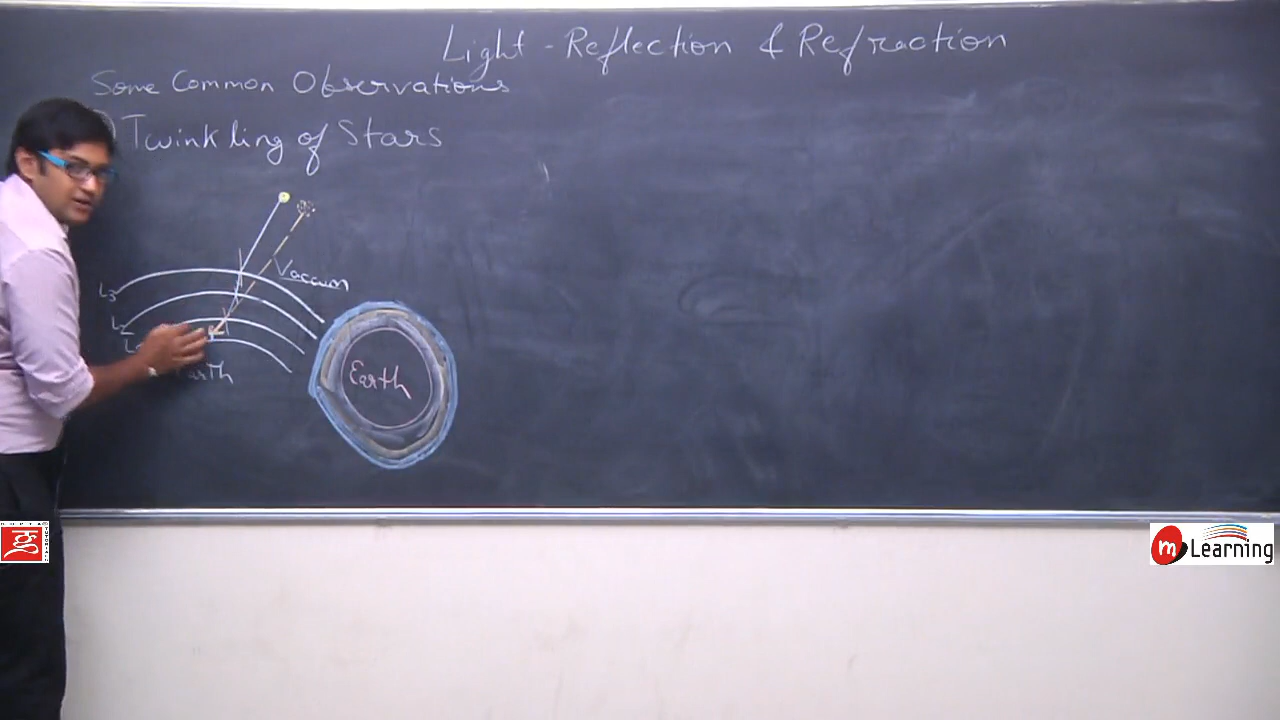 Light - Reflection & Refraction
Some Common Observations
Twinkling of Stars
Vacuum
L3
L2
Earth
m Learning